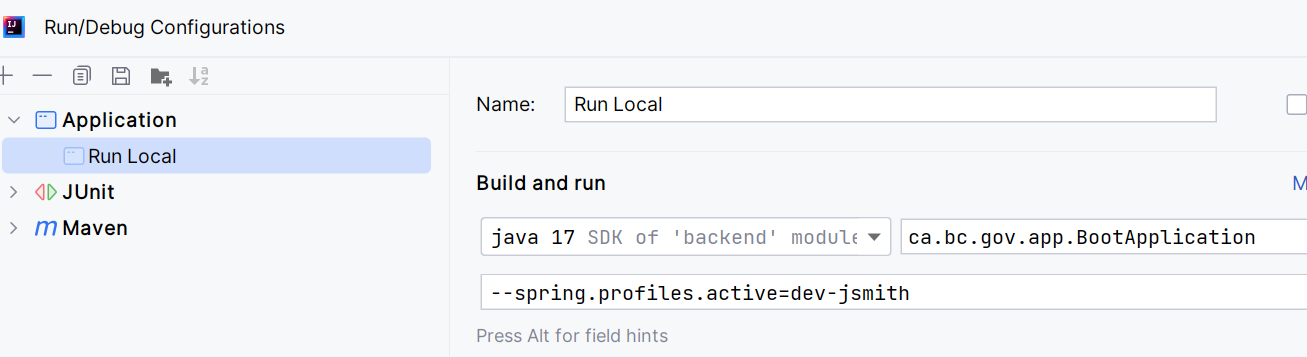 Run/Debug Configurations
Application
Run Local
JUnit
Maven
Name: Run Local
Build and run
java 17 SDK of 'backend' module ca.bc.gov.app.BootApplication
--spring.profiles.active=dev-jsmith
Press Alt for field hints